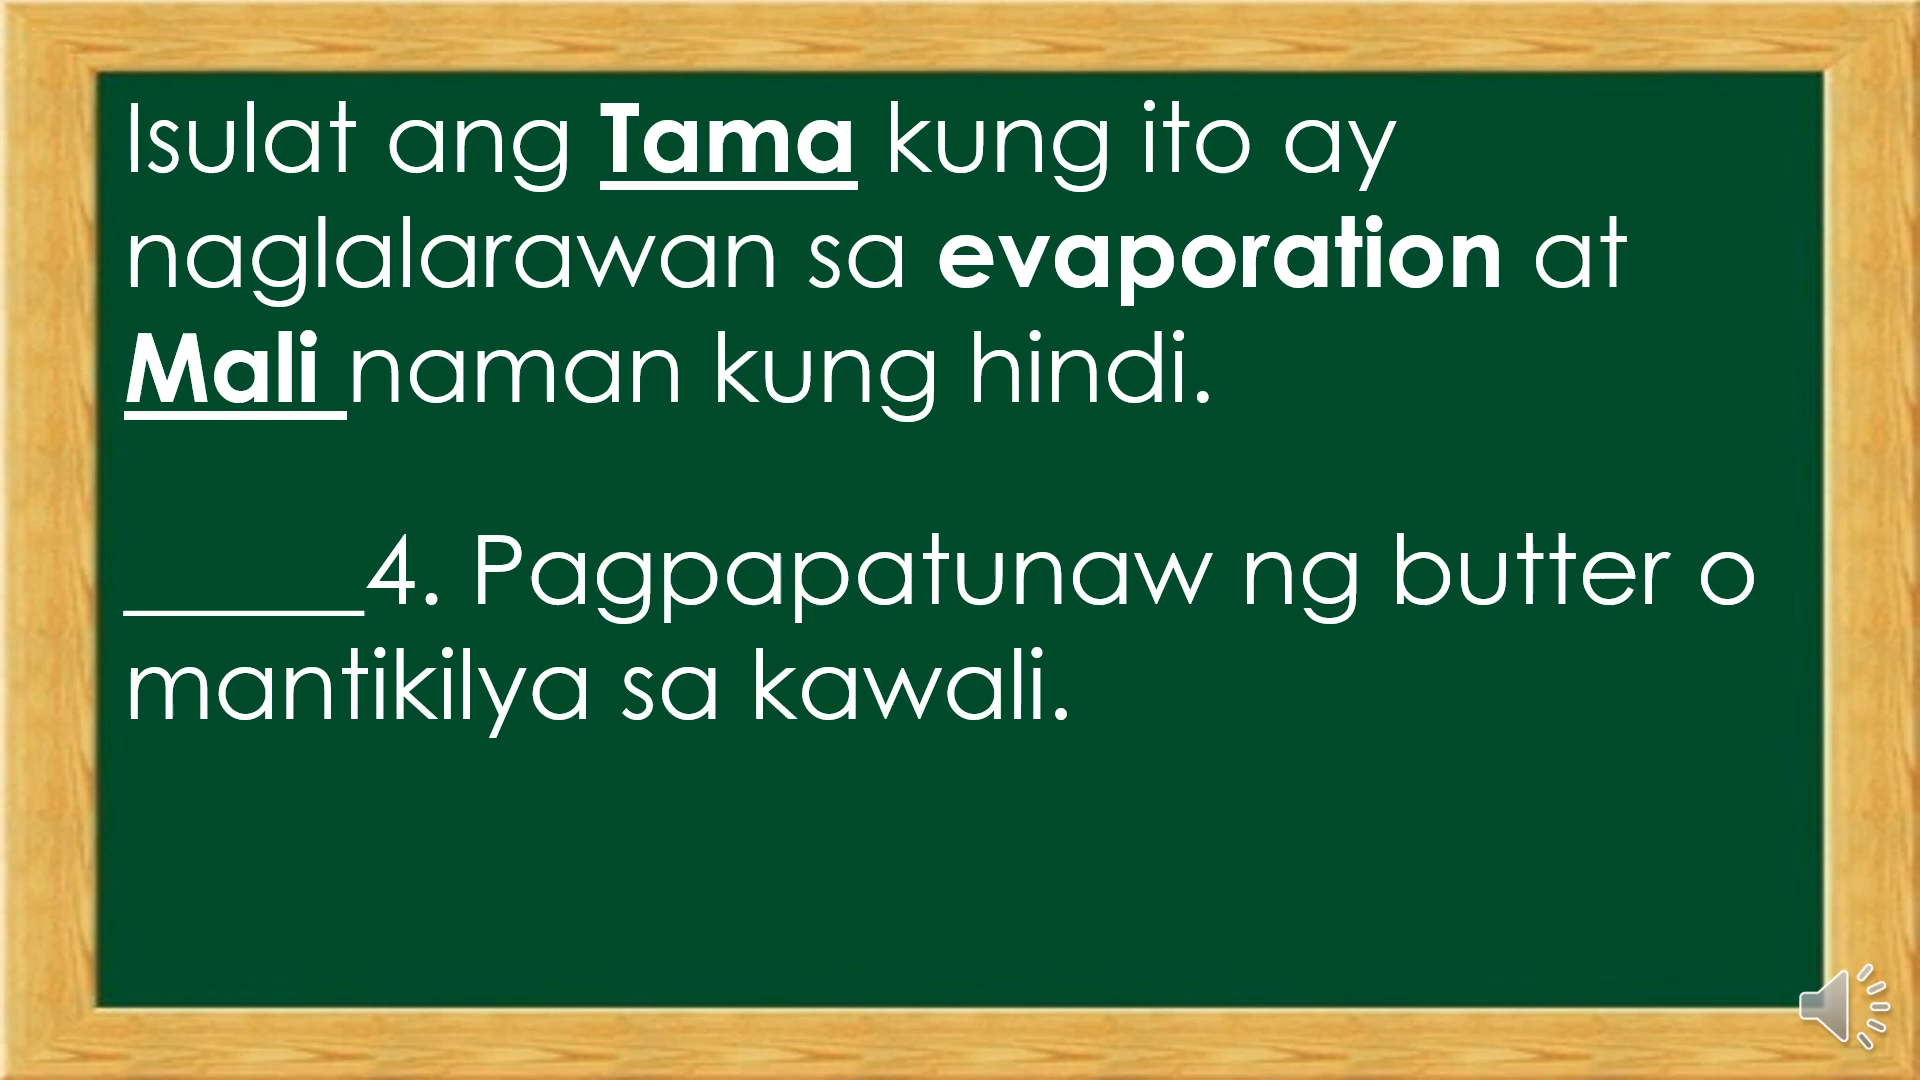 Isulat ang Tama kung ito ay
naglalarawan sa evaporation at
Mali naman kung hindi.
_____4. Pagpapatunaw ng butter o
mantikilya sa kawali.